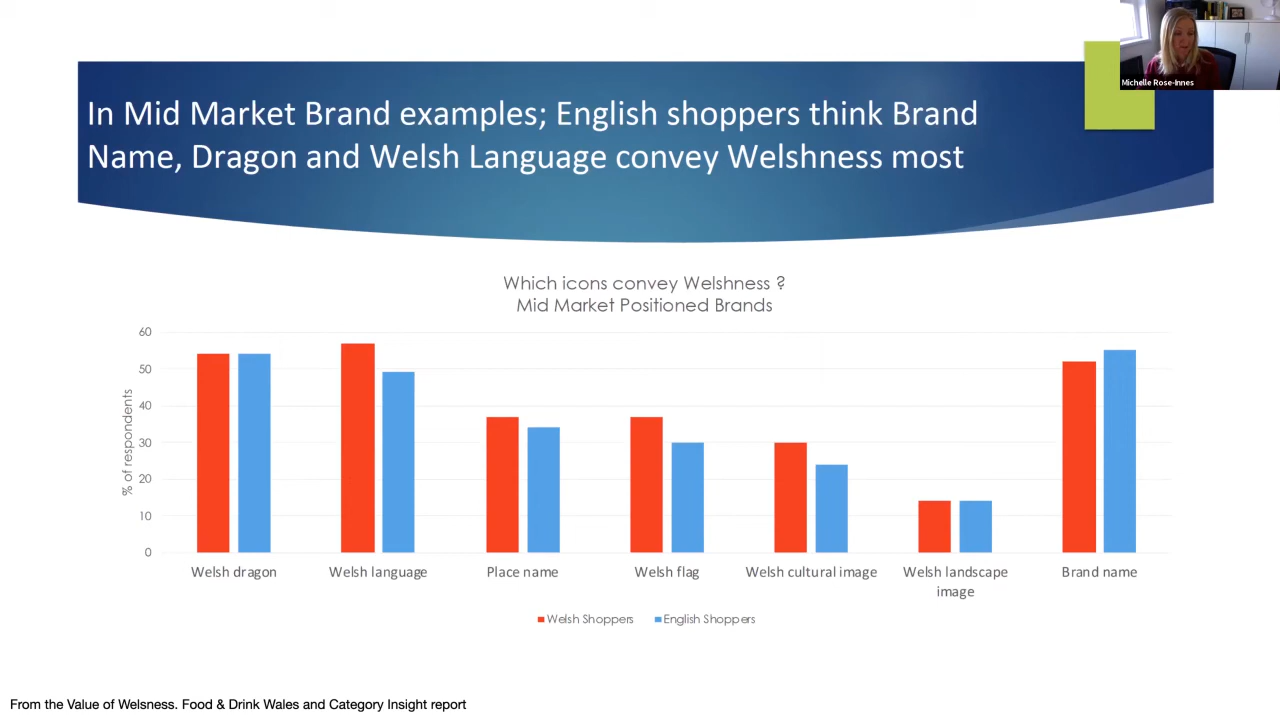 Michelle Rose-Innes
In Mid Market Brand examples; English shoppers think Brand
Name, Dragon and Welsh Language convey Welshness most
Which icons convey Welshness ?
Mid Market Positioned Brands
% of respondents
60
50
40
30
20
10
0
Welsh dragon
Welsh language
Place name
Welsh flag
Welsh cultural image
Welsh landscape
image
Brand name
Welsh Shoppers
English Shoppers
From the Value of Welsness. Food & Drink Wales and Category Insight report